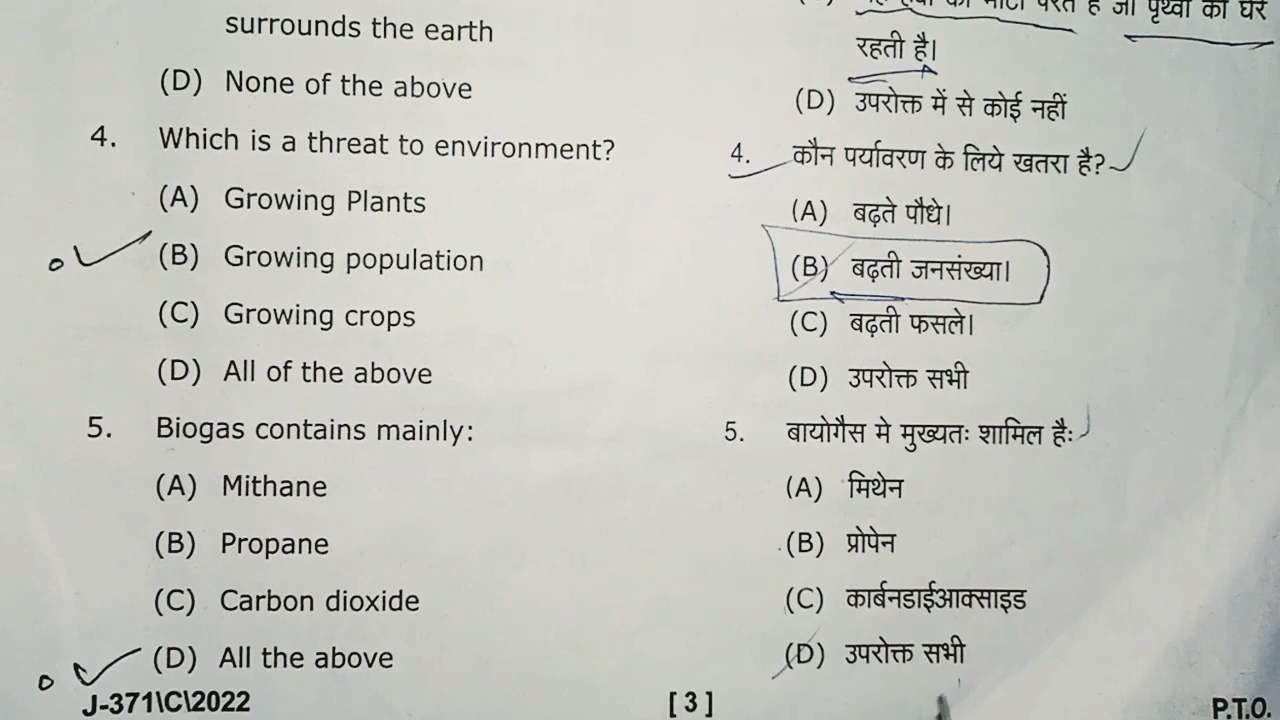 surrounds the earth
(D) None of the above
4. Which is a threat to environment?
(A) Growing Plants
(B) Growing population
(C) Growing crops
(D) All of the above
5. Biogas contains mainly:
(A) Mithane
(B) Propane
(C) Carbon dioxide
(D) All the above
परत है जो पृथ्वी को घेरे
रहती है।
(D) उपरोक्त में से कोई नहीं
4. कौन पर्यावरण के लिये खतरा है?
(A) बढ़ते पौधे।
(B) बढ़ती जनसंख्या।
(C) बढ़ती फसले।
(D) उपरोक्त सभी
5. बायोगैस मे मुख्यतः शामिल हैः
(A) मिथेन
(B) प्रोपेन
(C) कार्बनडाईआक्साइड
(D) उपरोक्त सभी
J-371\C\2022
[ 3 ]
P.T.O.